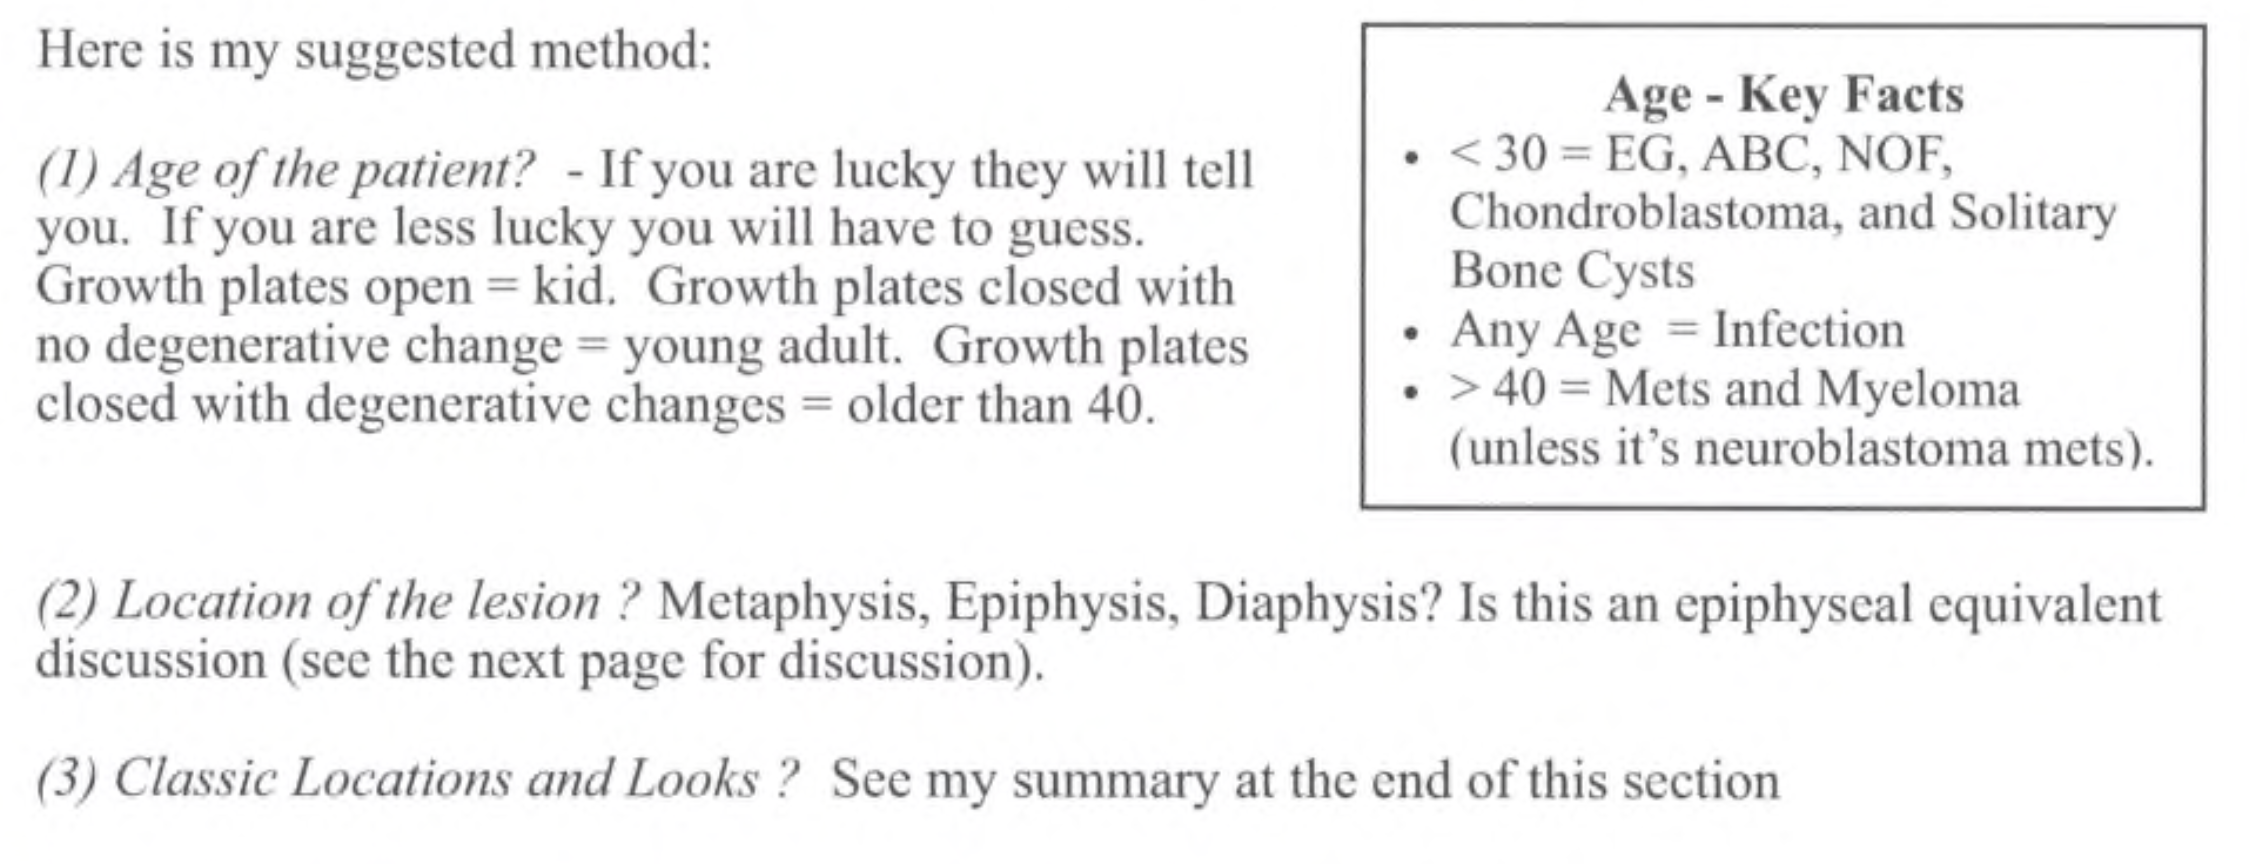 Here is my suggested method:
(1) Age of the patient?  - If you are lucky they will tell
you.  If you are less lucky you will have to guess.
Growth plates open = kid.  Growth plates closed with
no degenerative change = young adult.  Growth plates
closed with degenerative changes = older than 40.
Age - Key Facts
• < 30 = EG, ABC, NOF,
Chondroblastoma, and Solitary
Bone Cysts
• Any Age  = Infection
• > 40 = Mets and Myeloma
(unless it’s neuroblastoma mets).
(2) Location of the lesion ? Metaphysis, Epiphysis, Diaphysis? Is this an epiphyseal equivalent
discussion (see the next page for discussion).
(3) Classic Locations and Looks ?  See my summary at the end of this section